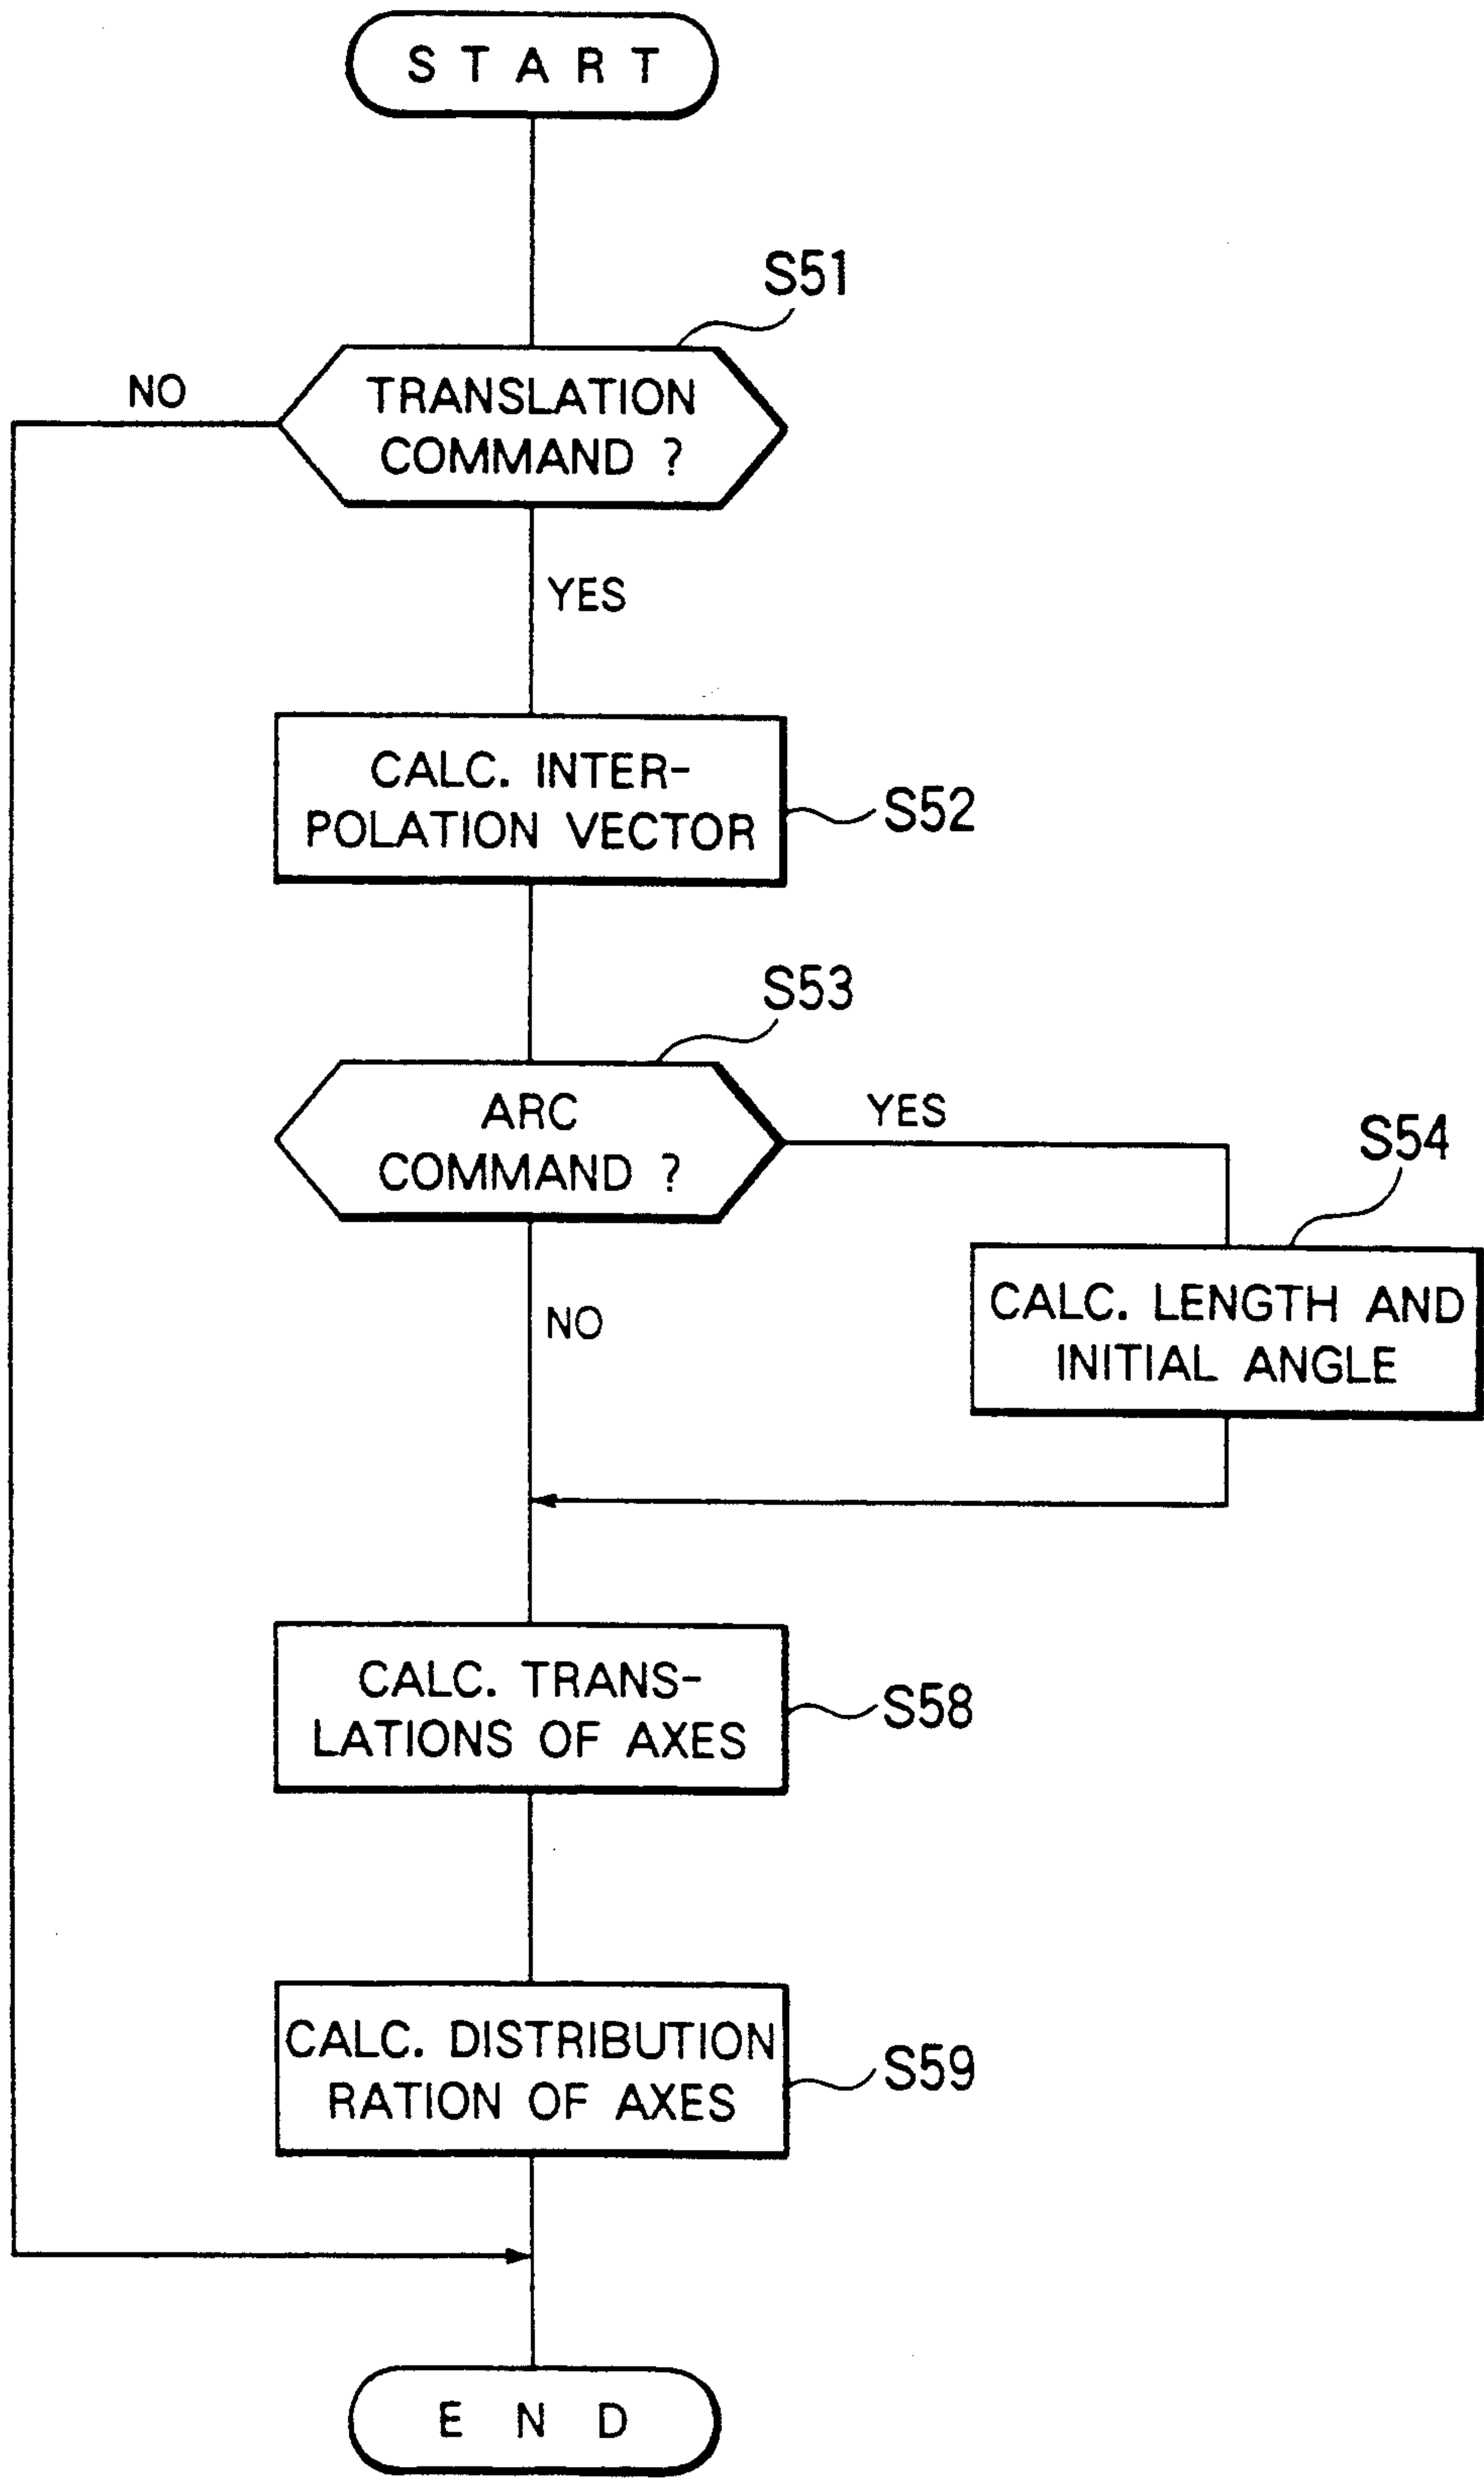 START
S51
NO
TRANSLATION
COMMAND ?
YES
CALC. INTER-
POLATION VECTOR
S52
S53
ARC
COMMAND ?
YES
S54
NO
CALC. LENGTH AND
INITIAL ANGLE
CALC. TRANS-
LATIONS OF AXES
S58
CALC. DISTRIBUTION
RATION OF AXES
S59
END